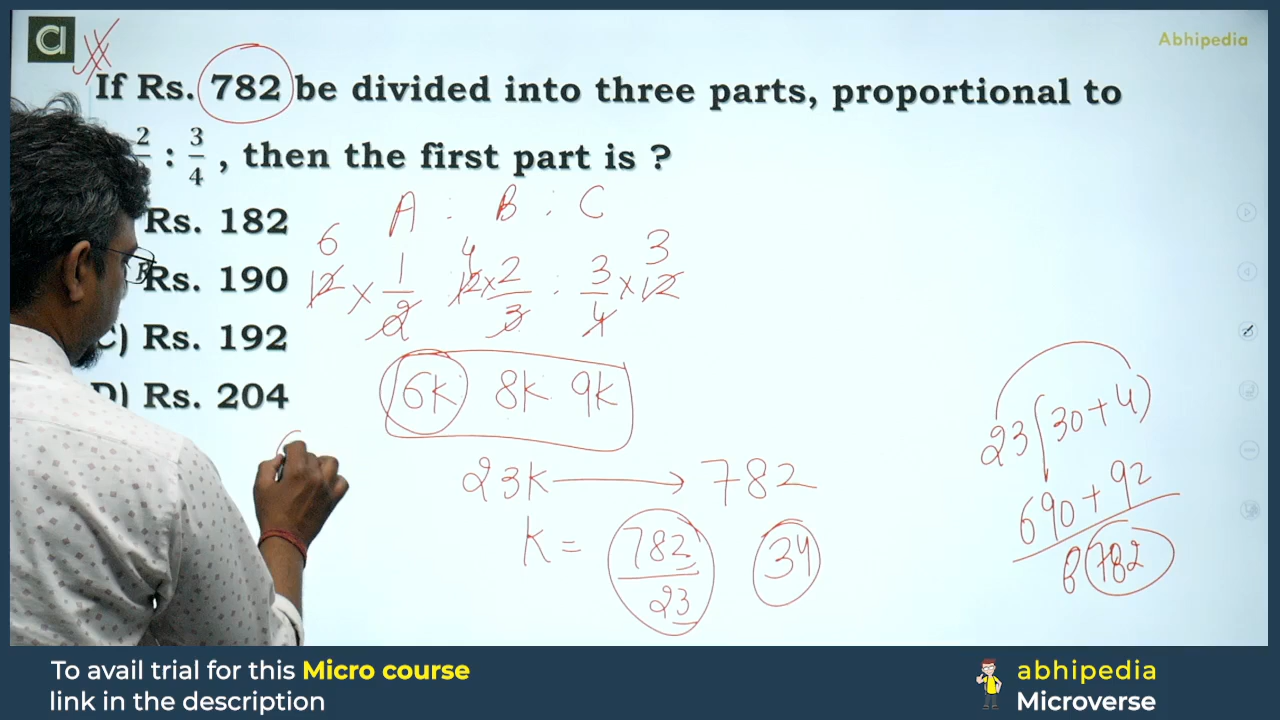 Abhipedia
If Rs. 782 be divided into three parts, proportional to
2/3 : 3/4 , then the first part is ?
Rs. 182
Rs. 190
C) Rs. 192
D) Rs. 204
A : B : C
6 4 3
12 × 1/2 12 × 2/3 : 3/4 × 12
6k 8k 9k
23k → 782
k = 782/23 34
23(30+4)
690+92
782
To avail trial for this Micro course
link in the description
abhipedia
Microverse